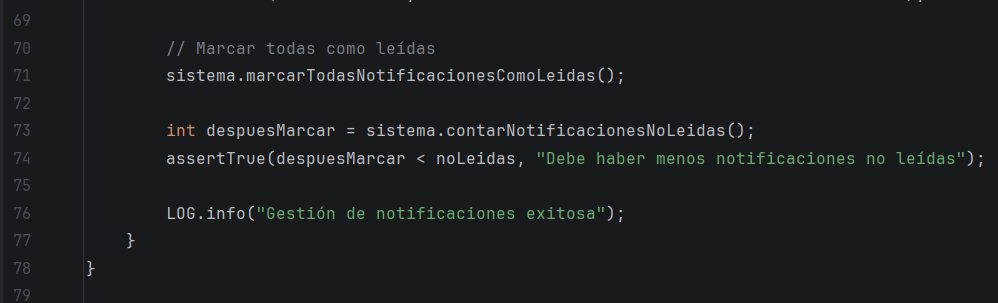 69
70 // Marcar todas como leídas
71 sistema.marcarTodasNotificacionesComoLeidas();
72
73 int despuesMarcar = sistema.contarNotificacionesNoLeidas();
74 assertTrue(despuesMarcar < noLeidas, "Debe haber menos notificaciones no leídas");
75
76 LOG.info("Gestión de notificaciones exitosa");
77 }
78 }
79